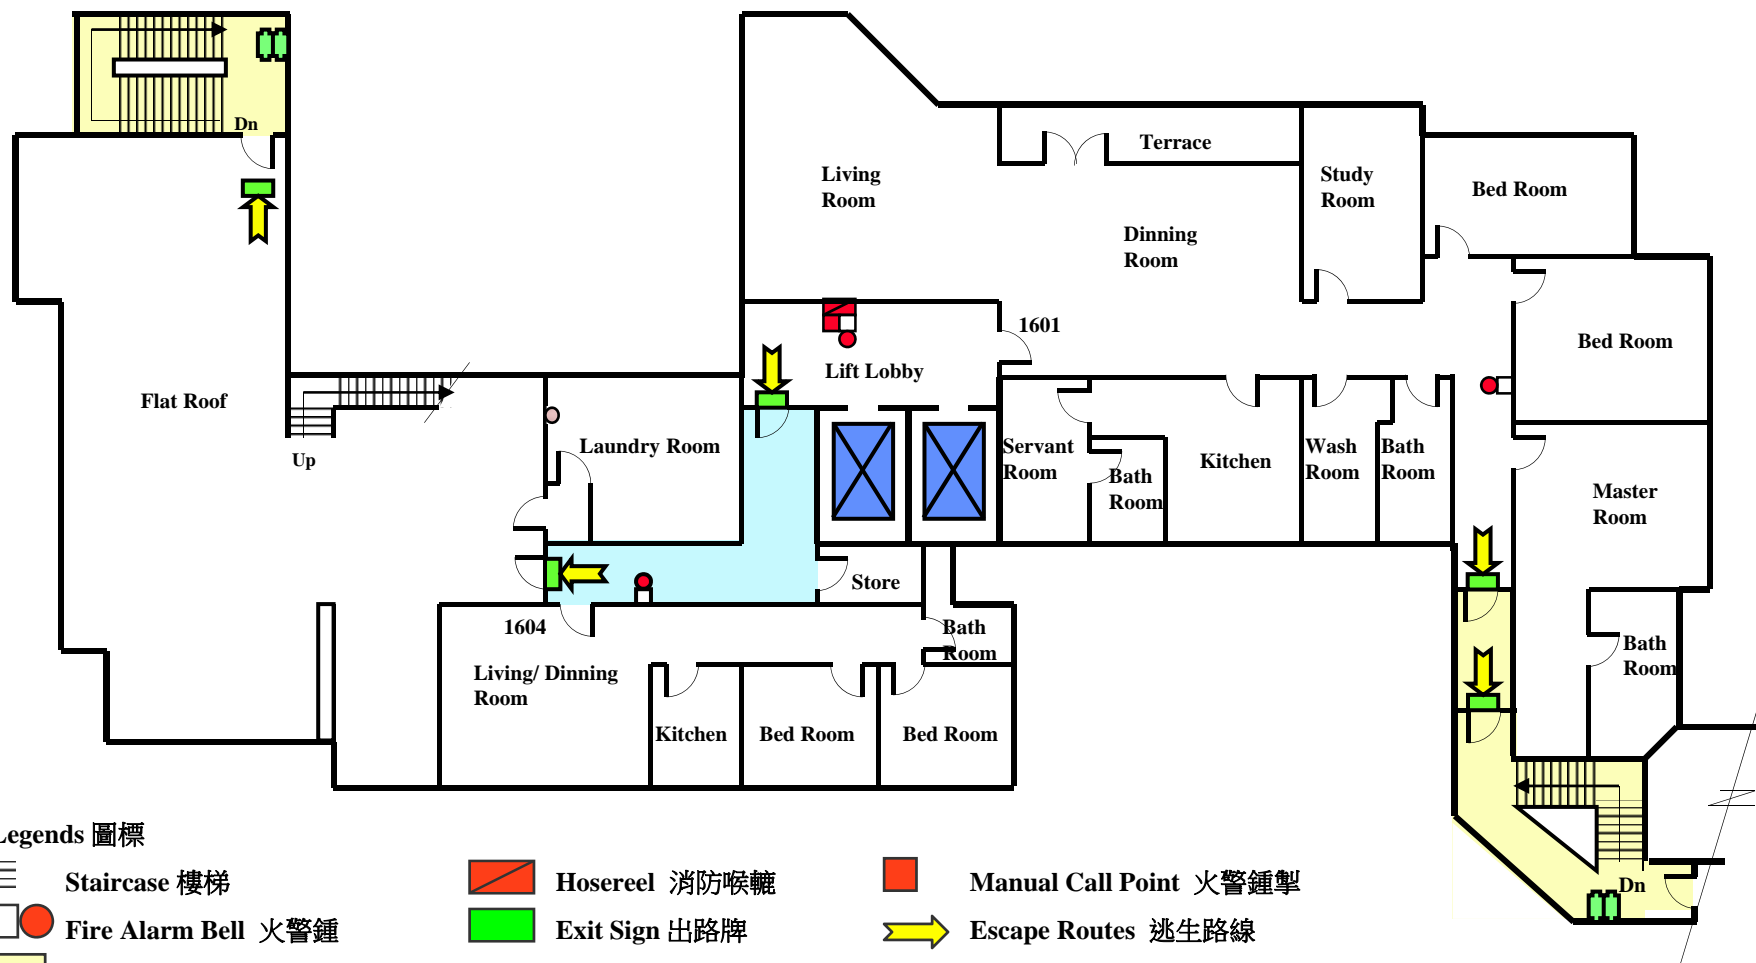 Dn
Terrace
Living
Room
Study
Room
Bed Room
Dinning
Room
1601
Bed Room
Lift Lobby
Flat Roof
Up
Laundry Room
Servant
Room
Bath
Room
Kitchen
Wash
Room
Bath
Room
Master
Room
Store
1604
Bath
Room
Living/ Dinning
Room
Kitchen
Bed Room
Bed Room
Bath
Room
Dn
Legends 圖標
Staircase 樓梯
Hosereel 消防喉轆
Manual Call Point 火警鐘掣
Fire Alarm Bell 火警鐘
Exit Sign 出路牌
Escape Routes 逃生路線